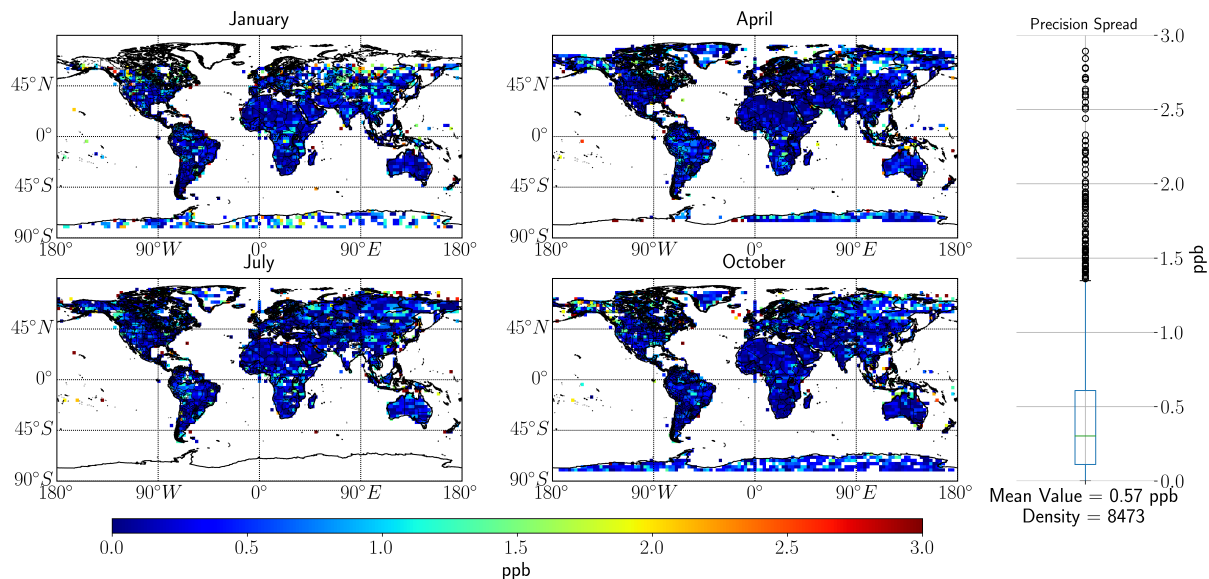 January
April
Precision Spread
45°N
0°
45°S
90°S
180°
90°W
0°
90°E
180°
45°N
0°
45°S
90°S
180°
90°W
0°
90°E
180°
3.0
2.5
2.0
1.5
1.0
0.5
0.0
ppb
July
October
45°N
0°
45°S
90°S
180°
90°W
0°
90°E
180°
45°N
0°
45°S
90°S
180°
90°W
0°
90°E
180°
Mean Value = 0.57 ppb
Density = 8473
0.0
0.5
1.0
1.5
2.0
2.5
3.0
ppb